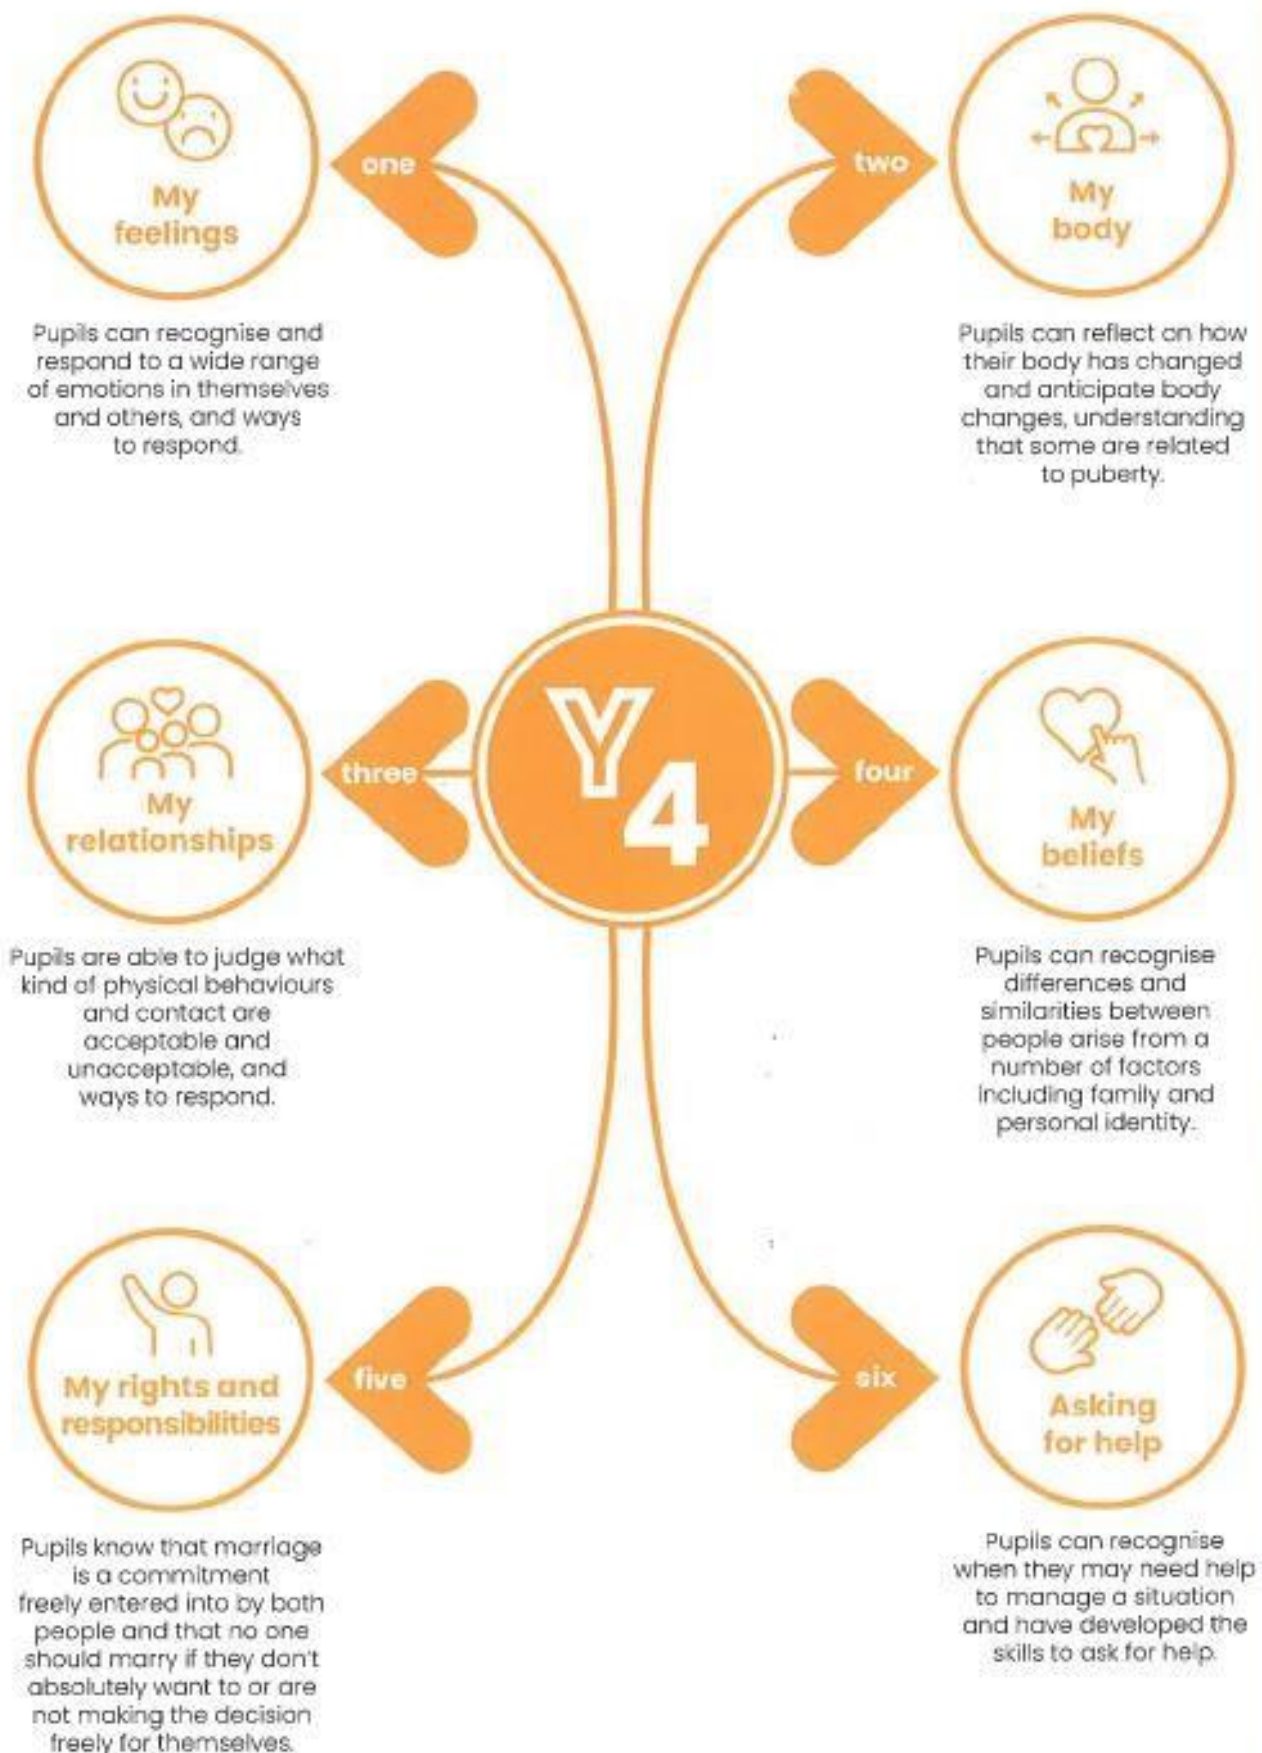 My
feelings
one
Pupils can recognise and
respond to a wide range
of emotions in themselves
and others, and ways
to respond.
two
My
body
Pupils can reflect on how
their body has changed
and anticipate body
changes, understanding
that some are related
to puberty.
Y4
three
My
relationships
Pupils are able to judge what
kind of physical behaviours
and contact are
acceptable and
unacceptable, and
ways to respond.
four
My
beliefs
Pupils can recognise
differences and
similarities between
people arise from a
number of factors
including family and
personal identity.
five
My rights and
responsibilities
Pupils know that marriage
is a commitment
freely entered into by both
people and that no one
should marry if they don't
absolutely want to or are
not making the decision
freely for themselves.
six
Asking
for help
Pupils can recognise
when they may need help
to manage a situation
and have developed the
skills to ask for help.